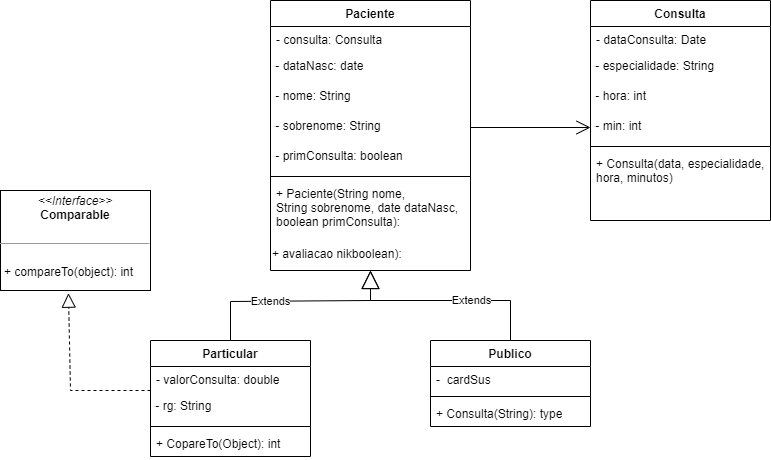 Paciente
- consulta: Consulta
- dataNasc: date
- nome: String
- sobrenome: String
- primConsulta: boolean
+ Paciente(String nome,
String sobrenome, date dataNasc,
boolean primConsulta):
+ avaliacao nikboolean):
Consulta
- dataConsulta: Date
- especialidade: String
- hora: int
- min: int
+ Consulta(data, especialidade,
hora, minutos)
<<Interface>>
Comparable
+ compareTo(object): int
Extends
Extends
Particular
- valorConsulta: double
- rg: String
+ CopareTo(Object): int
Publico
- cardSus
+ Consulta(String): type